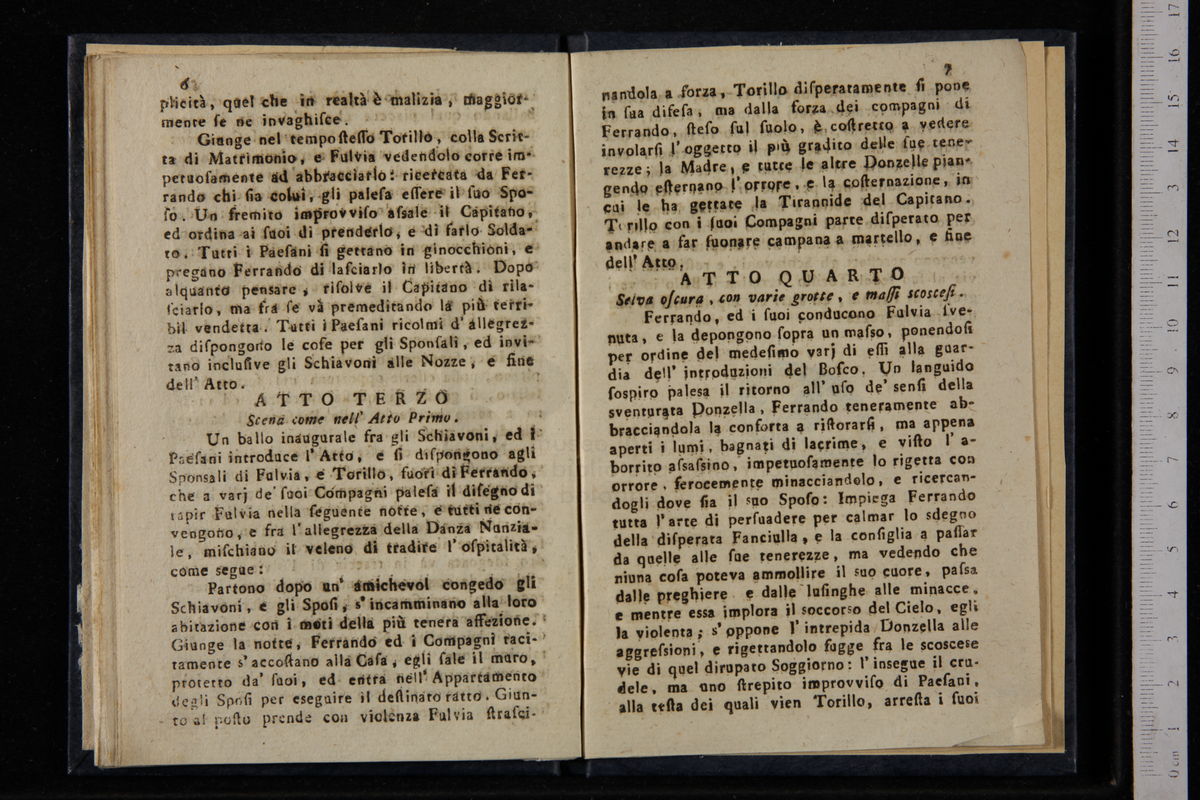 6
plicità, quel che in realtà è malizia, maggior-
mente ſe ne invaghiſce.
Giunge nel tempo ſteſſo Torillo, colla Scrit-
ta di Matrimonio, e Fulvia vedendolo corre im-
petuoſamente ad abbracciarlo: ricercata da Fer-
rando chi ſia colui, gli paleſa eſſere il ſuo Spo-
ſo. Un fremito improvviſo aſsale il Capitano,
ed ordina ai ſuoi di prenderlo, e di farlo Solda-
to. Tutti i Paeſani ſi gettano in ginocchioni, e
pregano Ferrando di laſciarlo in libertà. Dopo
alquanto penſare, riſolve il Capitano di rila-
ſciarlo, ma fra ſe và premeditando la più terri-
bil vendetta. Tutti i Paeſani ricolmi d' allegrez-
za diſpongono le coſe per gli Sponſali, ed invi-
tano incluſive gli Schiavoni alle Nozze, e fine
dell' Atto.
ATTO TERZO
Scena come nell' Atto Primo.
Un ballo inaugurale fra gli Schiavoni, ed i
Paeſani introduce l' Atto, e ſi diſpongono agli
Sponsali di Fulvia, e Torillo, fuori di Ferrando,
che a varj de' ſuoi Compagni paleſa il diſegno di
rapir Fulvia nella ſeguente notte, e tutti ne con-
vengono, e fra l' allegrezza della Danza Nunzia-
le, miſchiano il veleno di tradire l' oſpitalità,
come segue:
Partono dopo un' amichevol congedo gli
Schiavoni, e gli Spoſi, s' incamminano alla loro
abitazione con i moti della più tenera affezione.
Giunge la notte, Ferrando ed i Compagni taci-
tamente s' accoſtano alla Caſa, egli ſale il muro,
protetto da' ſuoi, ed entra nell' Appartamento
degli Spoſi per eseguire il deſtinato ratto. Giun-
to al poſto prende con violenza Fulvia ſtraſci-
7
nandola a forza, Torillo diſperatamente ſi pone
in ſua difeſa, ma dalla forza dei compagni di
Ferrando, ſteſo ſul ſuolo, è coſtretto a vedere
involarſi l' oggetto il più gradito delle ſue tene-
rezze; la Madre, e tutte le altre Donzelle pian-
gendo eſternano l' orrore, e la coſternazione, in
cui le ha gettate la Tirannide del Capitano.
Torillo con i ſuoi Compagni parte diſperato per
andare a far ſuonare campana a martello, e fine
dell' Atto.
ATTO QUARTO
Selva oſcura, con varie grotte, e maſſi scoscеſi.
Ferrando, ed i ſuoi conducono Fulvia ſve-
nuta, e la depongono ſopra un maſso, ponendoſi
per ordine del medeſimo varj di eſſi alla guar-
dia dell' introduzioni del Boſco. Un languido
ſospiro palesa il ritorno all' uſo de' senſi della
sventurata Donzella, Ferrando teneramente ab-
bracciandola la conforta a riſtorarſi, ma appena
aperti i lumi, bagnati di lacrime, e viſto l' a-
borrito aſsaſsino, impetuoſamente lo rigetta con
orrore, ferocemente minacciandolo, e ricercan-
dogli dove ſia il suo Spoſo: Impiega Ferrando
tutta l' arte di perſuadere per calmar lo sdegno
della diſperata Fanciulla, e la conſiglia a paſſar
da quelle alle ſue tenerezze, ma vedendo che
niuna coſa poteva ammollire il suo cuore, paſsa
dalle preghiere e dalle luſinghe alle minacce,
e mentre essa implora il soccorso del Cielo, egli
la violenta; s' oppone l' intrepida Donzella alle
aggreſsioni, e rigettandolo fugge fra le scoscese
vie di quel dirupato Soggiorno: l' insegue il cru-
dele, ma uno ſtrepito improvviſo di Paeſani,
alla teſta dei quali vien Torillo, arreſta i ſuoi
0 cm 1 2 3 4 5 6 7 8 9 10 11 12 13 14 15 16 17